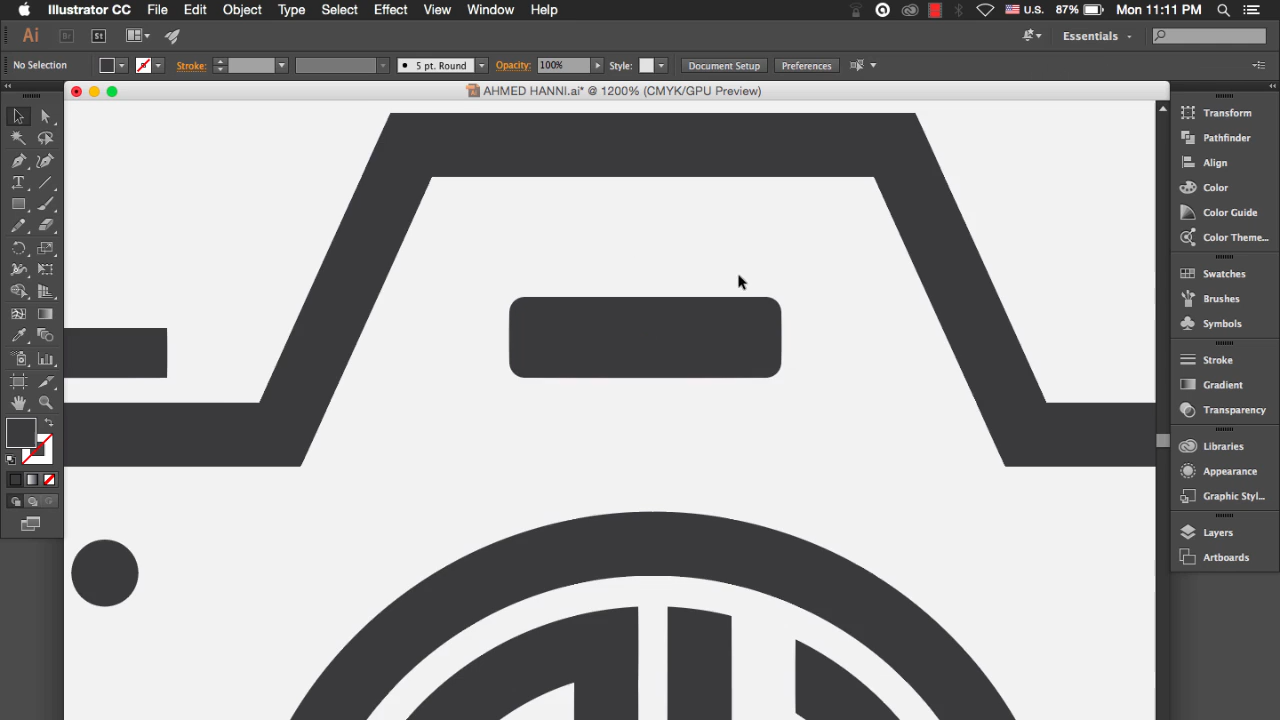 Illustrator CC File Edit Object Type Select Effect View Window Help U.S. 87% Mon 11:11 PM
Ai Br St Essentials
No Selection Stroke: 5 pt. Round Opacity: 100% Style: Document Setup Preferences
AHMED HANNI.ai* @ 1200% (CMYK/GPU Preview)
Transform
Pathfinder
Align
Color
Color Guide
Color Theme...
Swatches
Brushes
Symbols
Stroke
Gradient
Transparency
Libraries
Appearance
Graphic Styl...
Layers
Artboards